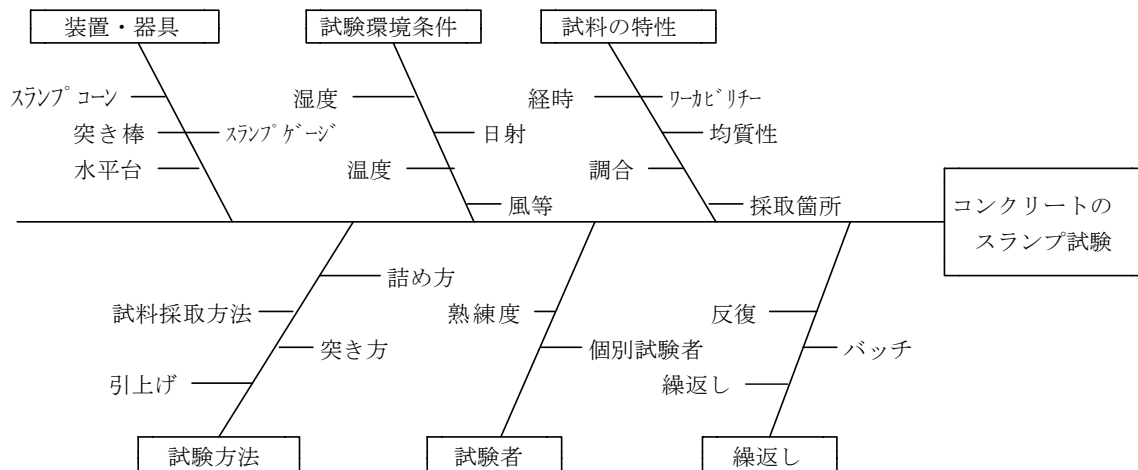 装置・器具
試験環境条件
試料の特性
スランプコーン
湿度
経時
ワーカビリチー
突き棒
スランプゲージ
日射
均質性
水平台
温度
調合
風等
採取箇所
コンクリートの
スランプ試験
詰め方
試料採取方法
熟練度
反復
突き方
個別試験者
バッチ
引上げ
繰返し
試験方法
試験者
繰返し